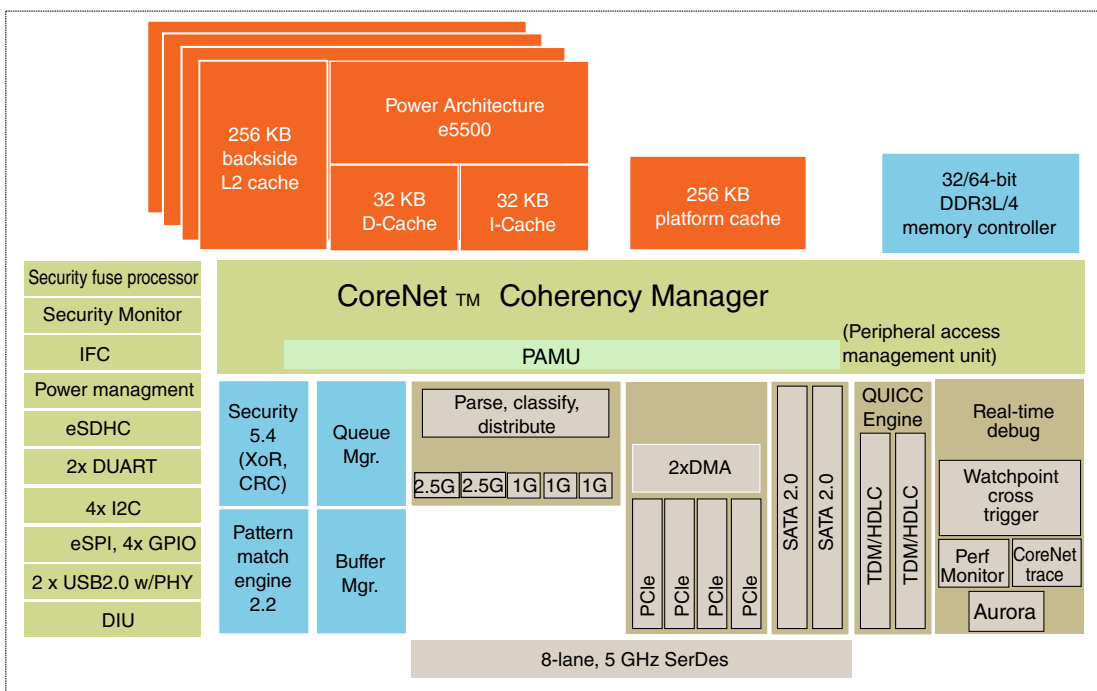 256 KB
backside
L2 cache
Power Architecture
e5500
32 KB
D-Cache
32 KB
I-Cache
256 KB
platform cache
32/64-bit
DDR3L/4
memory controller
Security fuse processor
Security Monitor
IFC
Power managment
eSDHC
2x DUART
4x I2C
eSPI, 4x GPIO
2 x USB2.0 w/PHY
DIU
CoreNet TM Coherency Manager
PAMU
(Peripheral access
management unit)
Security
5.4
(XoR,
CRC)
Pattern
match
engine
2.2
Queue
Mgr.
Buffer
Mgr.
Parse, classify,
distribute
2.5G
2.5G
1G
1G
1G
2xDMA
PCIe
PCIe
PCIe
PCIe
SATA 2.0
SATA 2.0
QUICC
Engine
TDM/HDLC
TDM/HDLC
Real-time
debug
Watchpoint
cross
trigger
Perf
Monitor
CoreNet
trace
Aurora
8-lane, 5 GHz SerDes